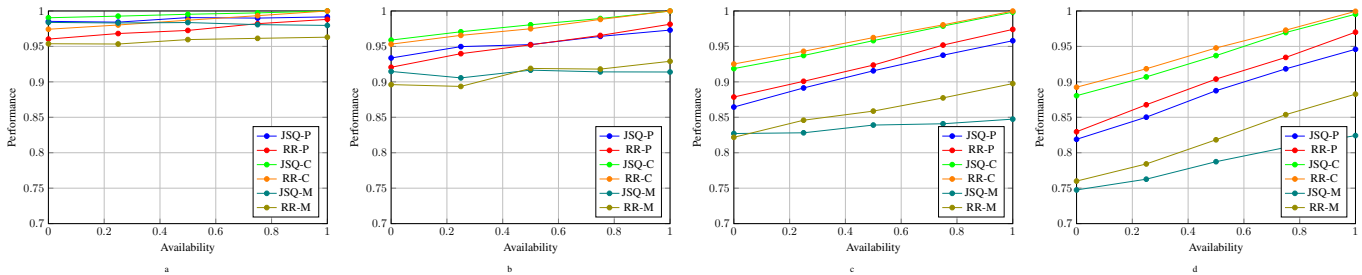 Performance
1
0.95
0.9
0.85
0.8
0.75
0.7
0
0.2
0.4
0.6
0.8
1
Availability
JSQ-P
RR-P
JSQ-C
RR-C
JSQ-M
RR-M
a
Performance
1
0.95
0.9
0.85
0.8
0.75
0.7
0
0.2
0.4
0.6
0.8
1
Availability
JSQ-P
RR-P
JSQ-C
RR-C
JSQ-M
RR-M
b
Performance
1
0.95
0.9
0.85
0.8
0.75
0.7
0
0.2
0.4
0.6
0.8
1
Availability
JSQ-P
RR-P
JSQ-C
RR-C
JSQ-M
RR-M
c
Performance
1
0.95
0.9
0.85
0.8
0.75
0.7
0
0.2
0.4
0.6
0.8
1
Availability
JSQ-P
RR-P
JSQ-C
RR-C
JSQ-M
RR-M
d